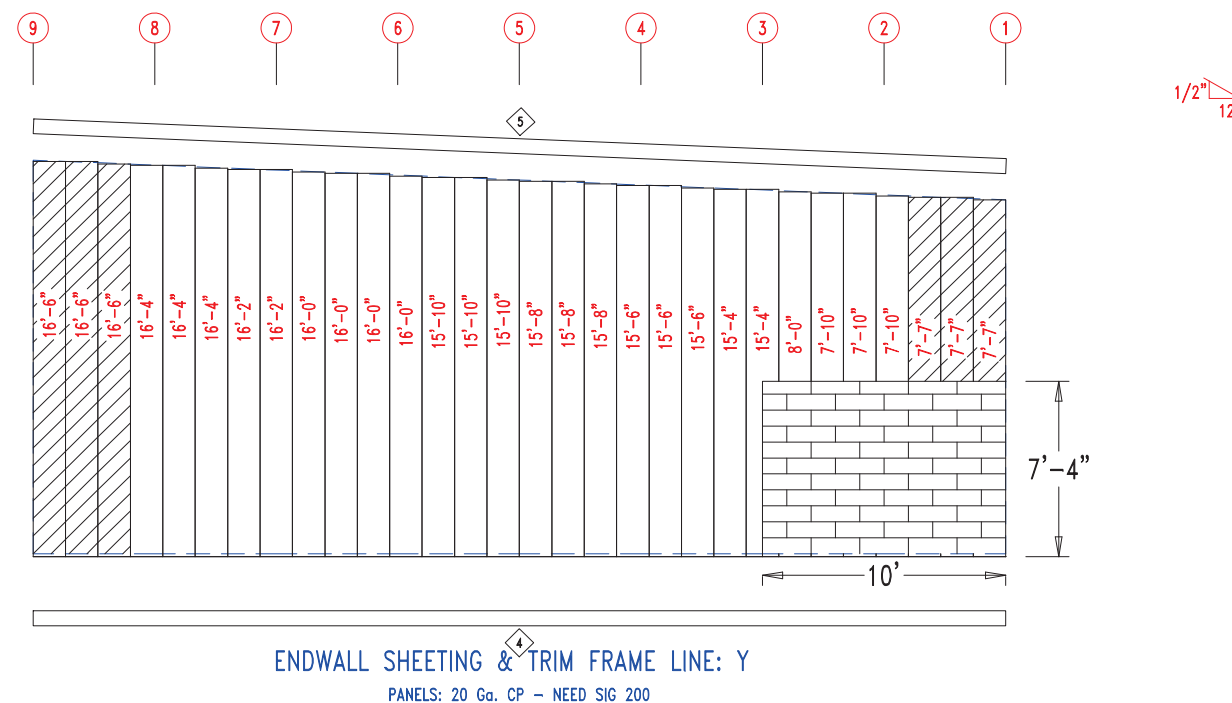 9 8 7 6 5 4 3 2 1
1/2"
12
5
16'-6" 16'-6" 16'-6" 16'-4" 16'-4" 16'-4" 16'-2" 16'-2" 16'-0" 16'-0" 16'-0" 16'-0" 15'-10" 15'-10" 15'-10" 15'-8" 15'-8" 15'-8" 15'-6" 15'-6" 15'-6" 15'-4" 15'-4" 8'-0" 7'-10" 7'-10" 7'-10" 7'-7" 7'-7" 7'-7"
7'-4"
10'
4
ENDWALL SHEETING & TRIM FRAME LINE: Y
PANELS: 20 Ga. CP - NEED SIG 200